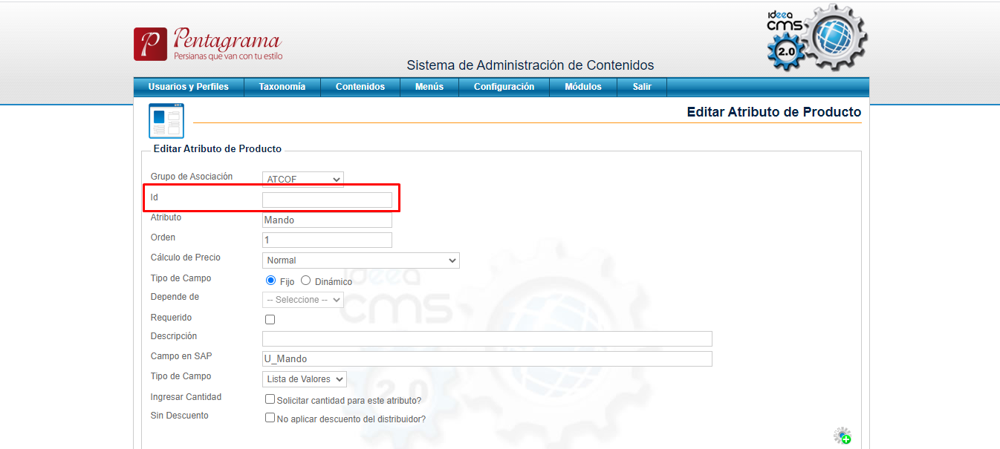 Pentagrama
Persianas que van con tu estilo
ideea
cms
2.0
Sistema de Administración de Contenidos
Usuarios y Perfiles Taxonomía Contenidos Menús Configuración Módulos Salir
Editar Atributo de Producto
Editar Atributo de Producto
Grupo de Asociación ATCOF
Id
Atributo Mando
Orden 1
Cálculo de Precio Normal
Tipo de Campo Fijo Dinámico
Depende de -- Seleccione --
Requerido
Descripción
Campo en SAP U_Mando
Tipo de Campo Lista de Valores
Ingresar Cantidad Solicitar cantidad para este atributo?
Sin Descuento No aplicar descuento del distribuidor?
ideea
cms
2.0